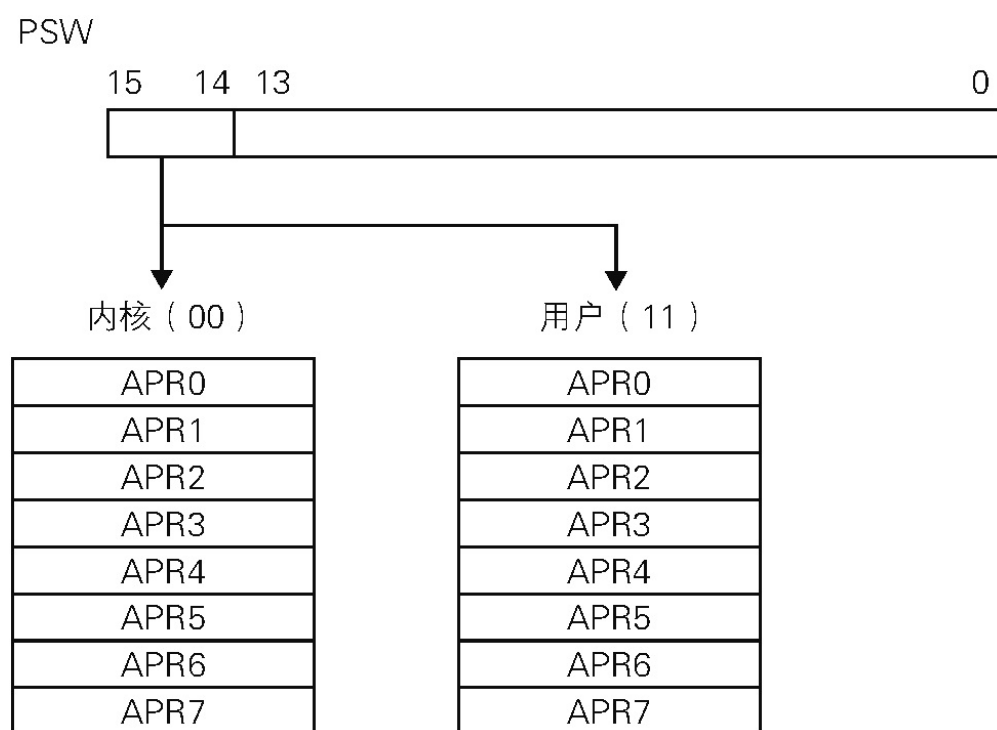 PSW
15 14 13 0
内核（00） 用户（11）
APR0 APR0
APR1 APR1
APR2 APR2
APR3 APR3
APR4 APR4
APR5 APR5
APR6 APR6
APR7 APR7